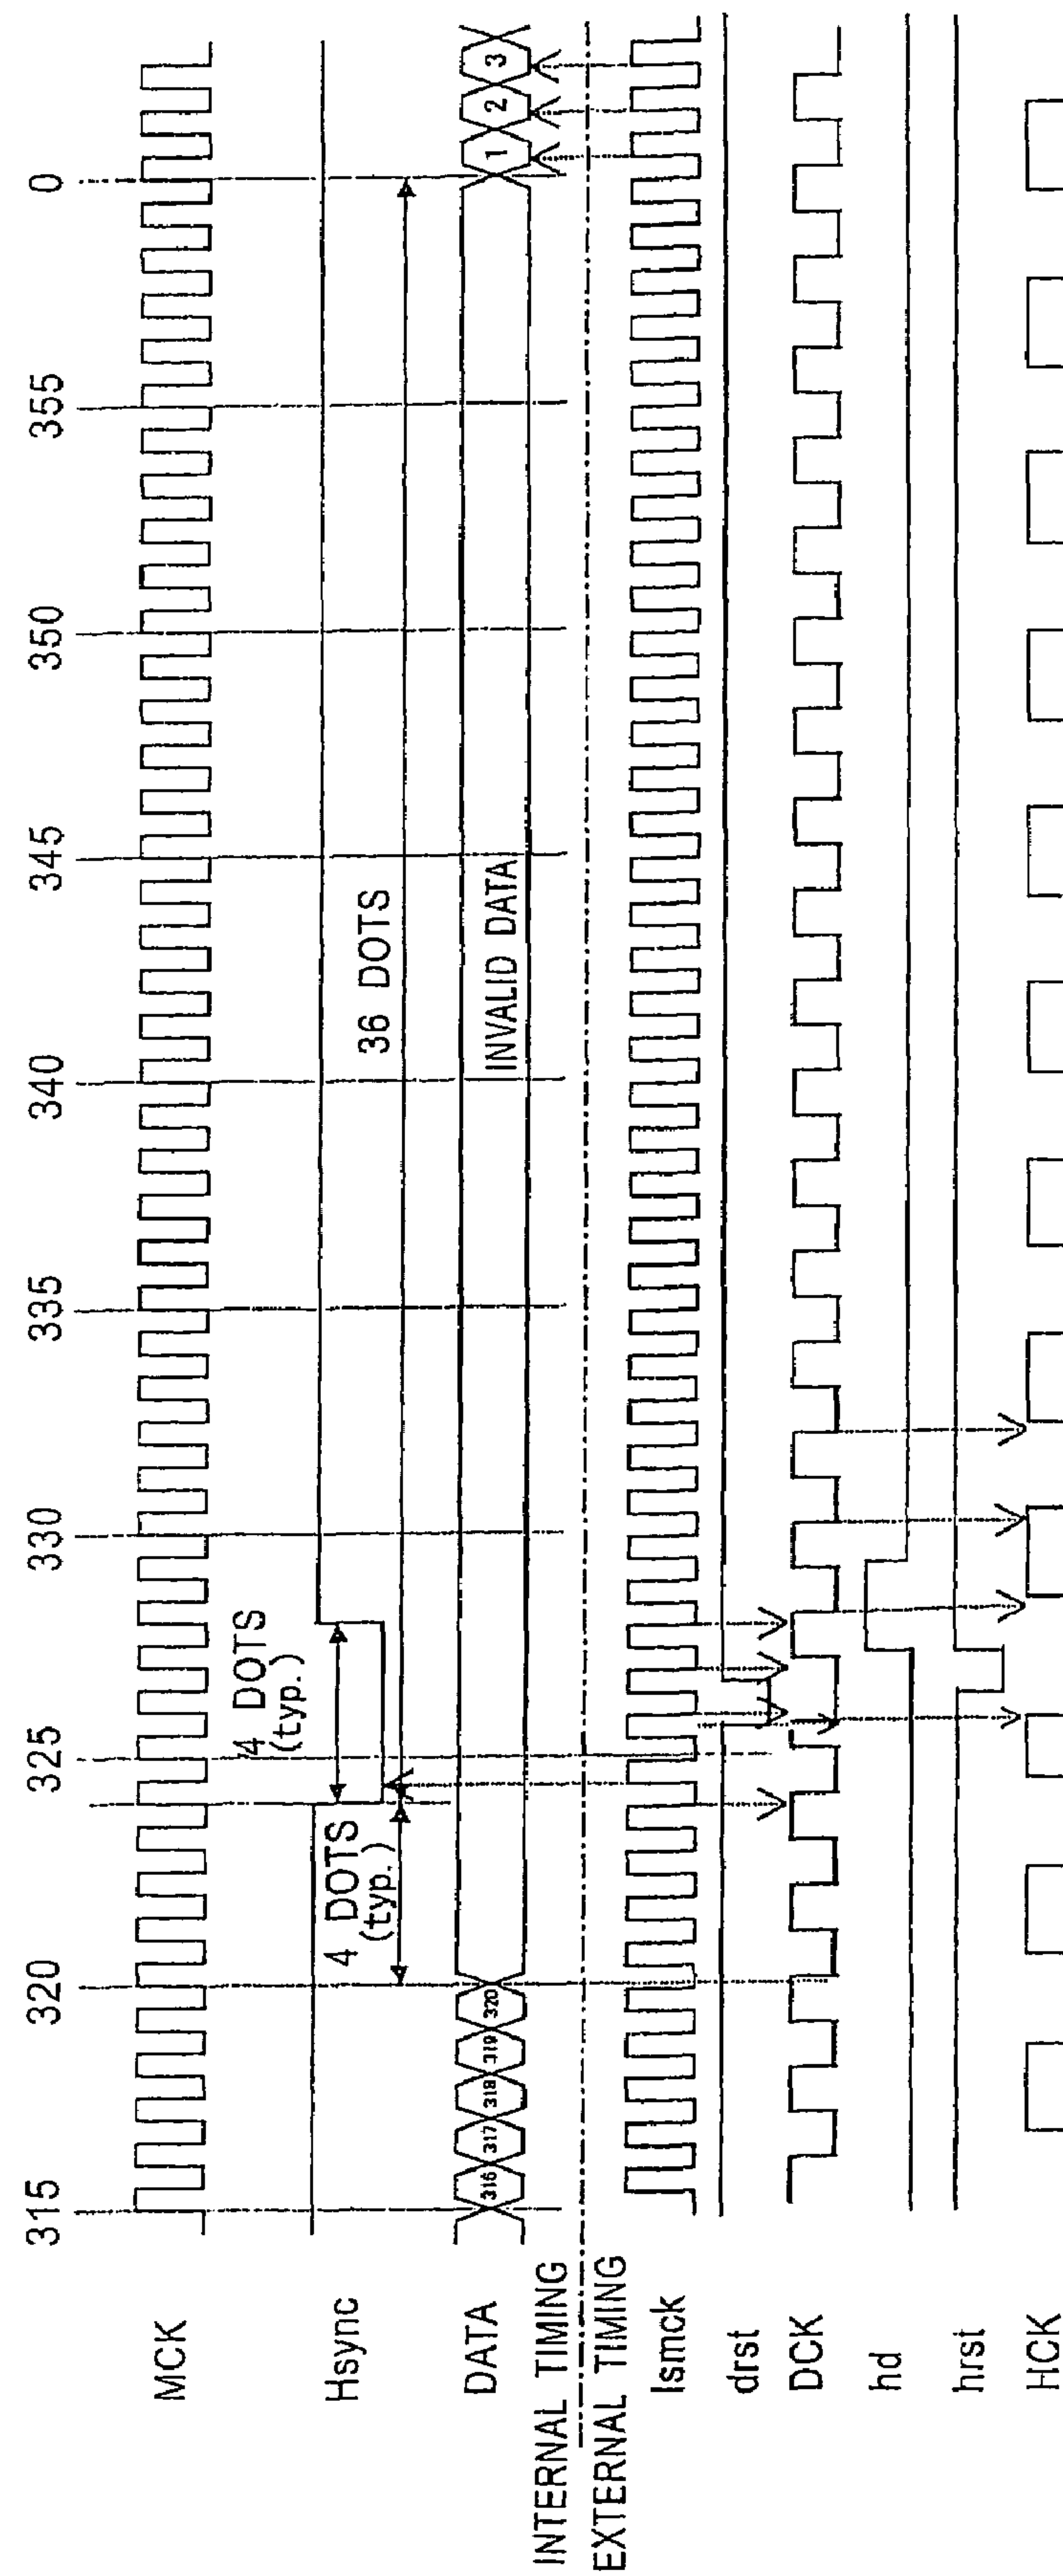 315 320 325 330 335 340 345 350 355 0
MCK
4 DOTS
(typ.)
Hsync
4 DOTS
(typ.)
36 DOTS
DATA 316 317 318 319 320 INVALID DATA 1 2 3
INTERNAL TIMING
EXTERNAL TIMING
Ismck
drst
DCK
hd
hrst
HCK